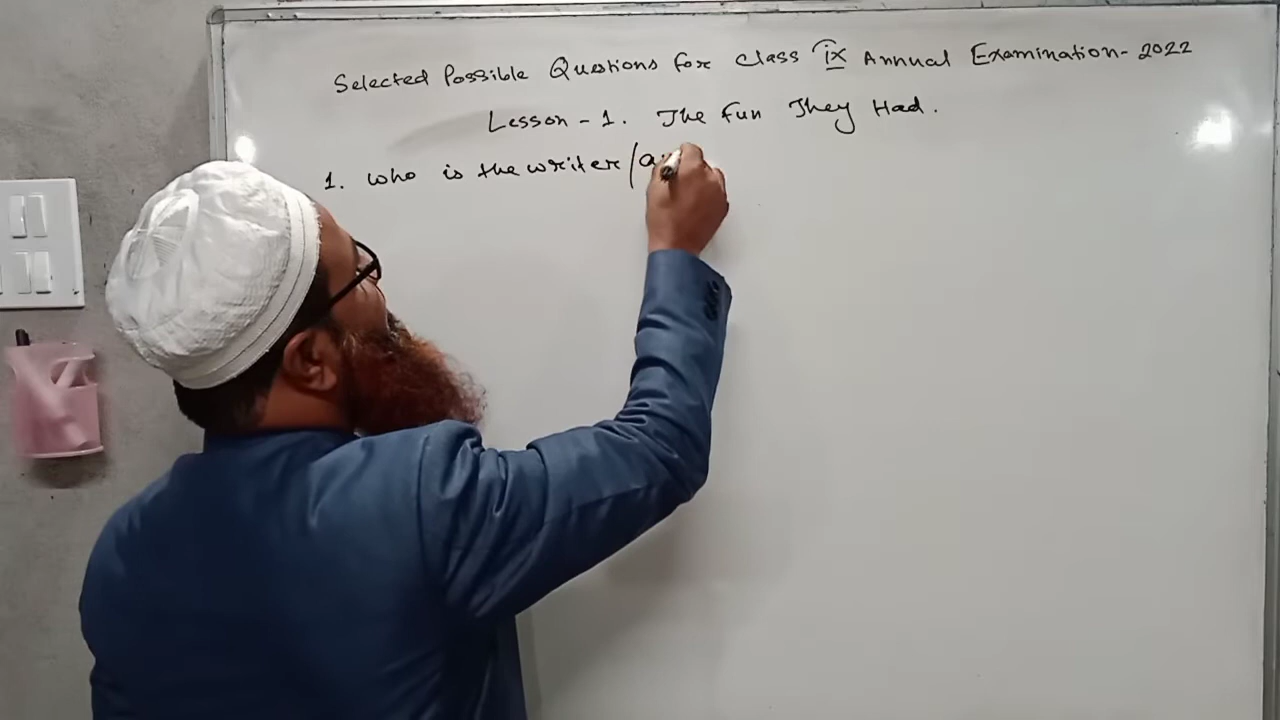 Selected Possible Questions for class IX Annual Examination- 2022
Lesson - 1. The Fun They Had.
1. who is the writer /